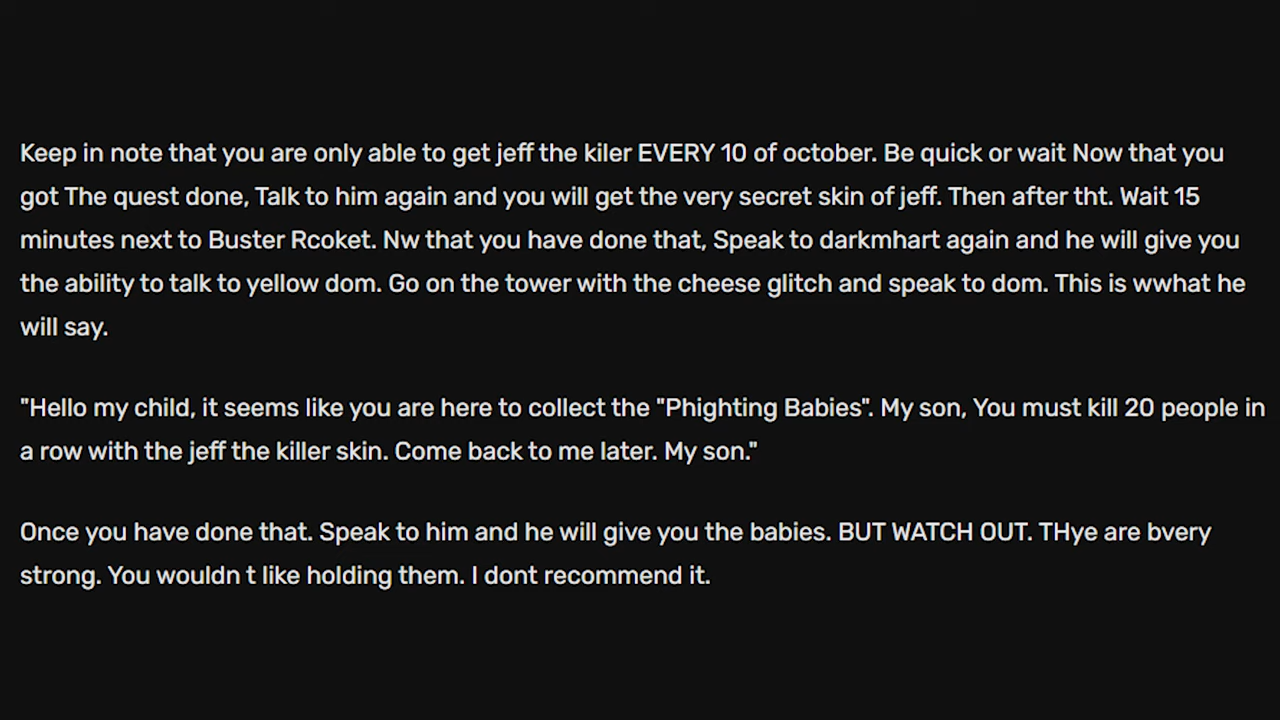 Keep in note that you are only able to get jeff the kiler EVERY 10 of october. Be quick or wait Now that you
got The quest done, Talk to him again and you will get the very secret skin of jeff. Then after tht. Wait 15
minutes next to Buster Rcoket. Nw that you have done that, Speak to darkmhart again and he will give you
the ability to talk to yellow dom. Go on the tower with the cheese glitch and speak to dom. This is wwhat he
will say.
"Hello my child, it seems like you are here to collect the "Phighting Babies". My son, You must kill 20 people in
a row with the jeff the killer skin. Come back to me later. My son."
Once you have done that. Speak to him and he will give you the babies. BUT WATCH OUT. THye are bvery
strong. You wouldn t like holding them. I dont recommend it.